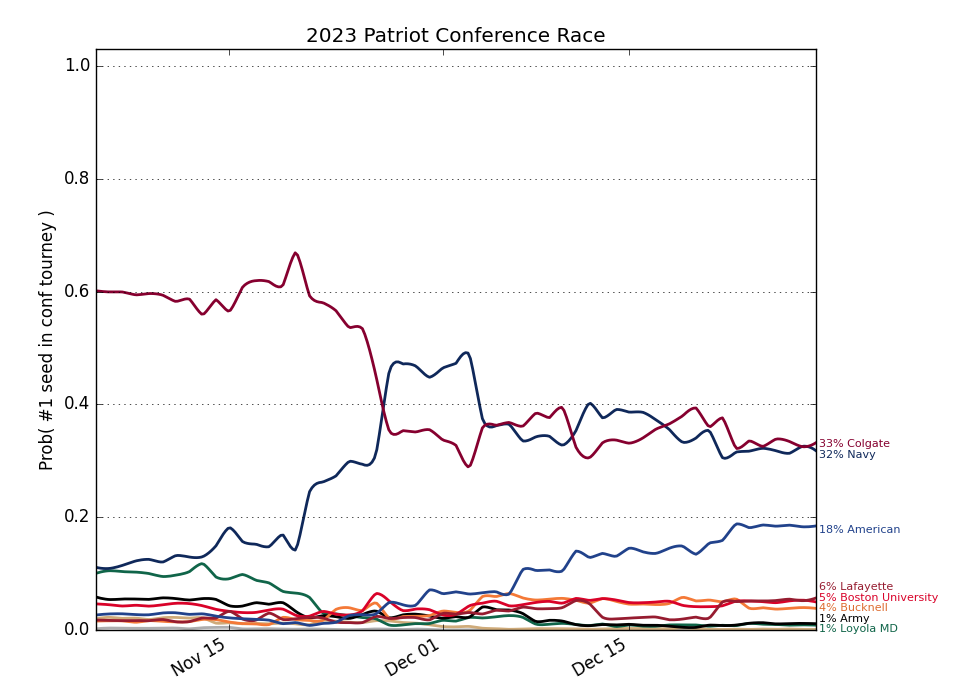 2023 Patriot Conference Race
Prob( #1 seed in conf tourney )
1.0
0.8
0.6
0.4
0.2
0.0
Nov 15
Dec 01
Dec 15
33% Colgate
32% Navy
18% American
6% Lafayette
5% Boston University
4% Bucknell
1% Army
1% Loyola MD